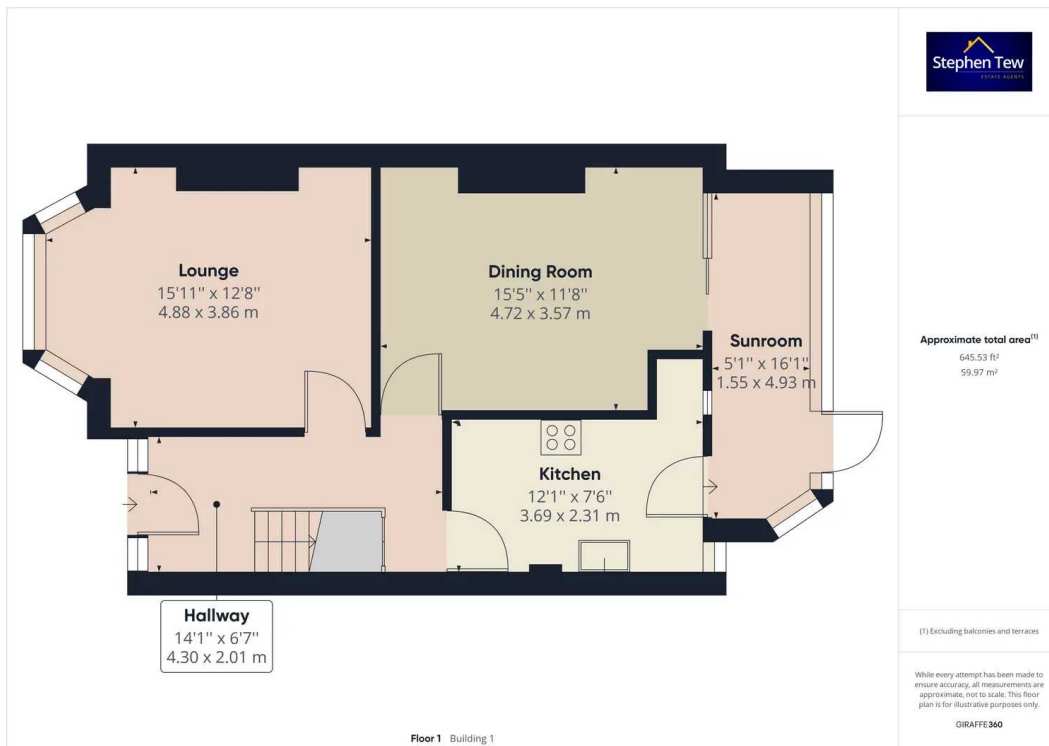 Stephen Tew
ESTATE AGENTS
Lounge
15'11'' x 12'8''
4.88 x 3.86 m
Dining Room
15'5'' x 11'8''
4.72 x 3.57 m
Sunroom
5'1'' x 16'1''
1.55 x 4.93 m
Kitchen
12'1'' x 7'6''
3.69 x 2.31 m
Hallway
14'1'' x 6'7''
4.30 x 2.01 m
Approximate total area(1)
645.53 ft²
59.97 m²
(1) Excluding balconies and terraces
While every attempt has been made to
ensure accuracy, all measurements are
approximate, not to scale. This floor
plan is for illustrative purposes only.
GIRAFFE360
Floor 1 Building 1